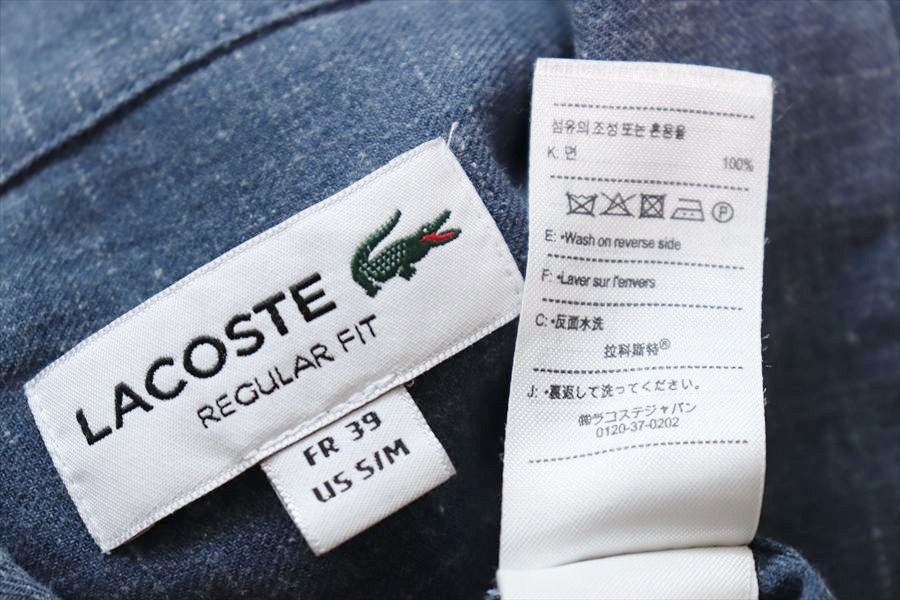 LACOSTE
REGULAR FIT
FR 39
US S/M
섬유의 조성 또는 혼용율
K: 면 100%
P
E: •Wash on reverse side
F: •Laver sur l'envers
C: •反面水洗
拉科斯特®
J: •裏返して洗ってください。
㈱ラコステジャパン
0120-37-0202